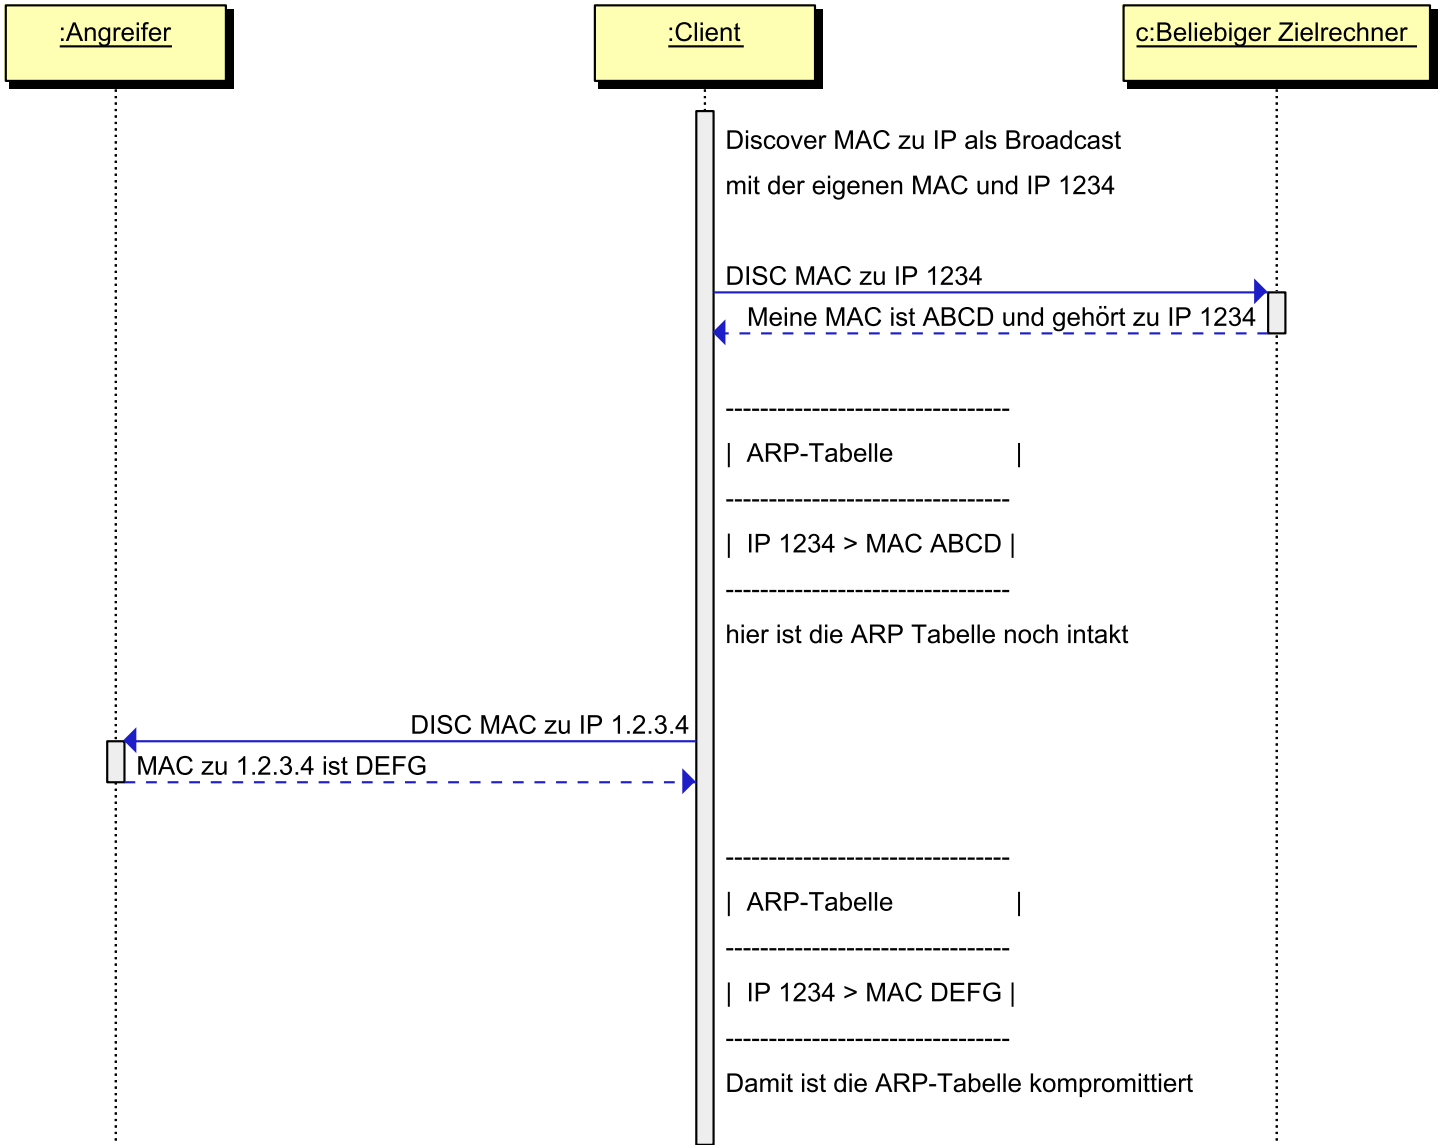 :Angreifer
:Client
c:Beliebiger Zielrechner
Discover MAC zu IP als Broadcast
mit der eigenen MAC und IP 1234
DISC MAC zu IP 1234
Meine MAC ist ABCD und gehört zu IP 1234
---------------------------------
| ARP-Tabelle |
---------------------------------
| IP 1234 > MAC ABCD |
---------------------------------
hier ist die ARP Tabelle noch intakt
DISC MAC zu IP 1.2.3.4
MAC zu 1.2.3.4 ist DEFG
---------------------------------
| ARP-Tabelle |
---------------------------------
| IP 1234 > MAC DEFG |
---------------------------------
Damit ist die ARP-Tabelle kompromittiert